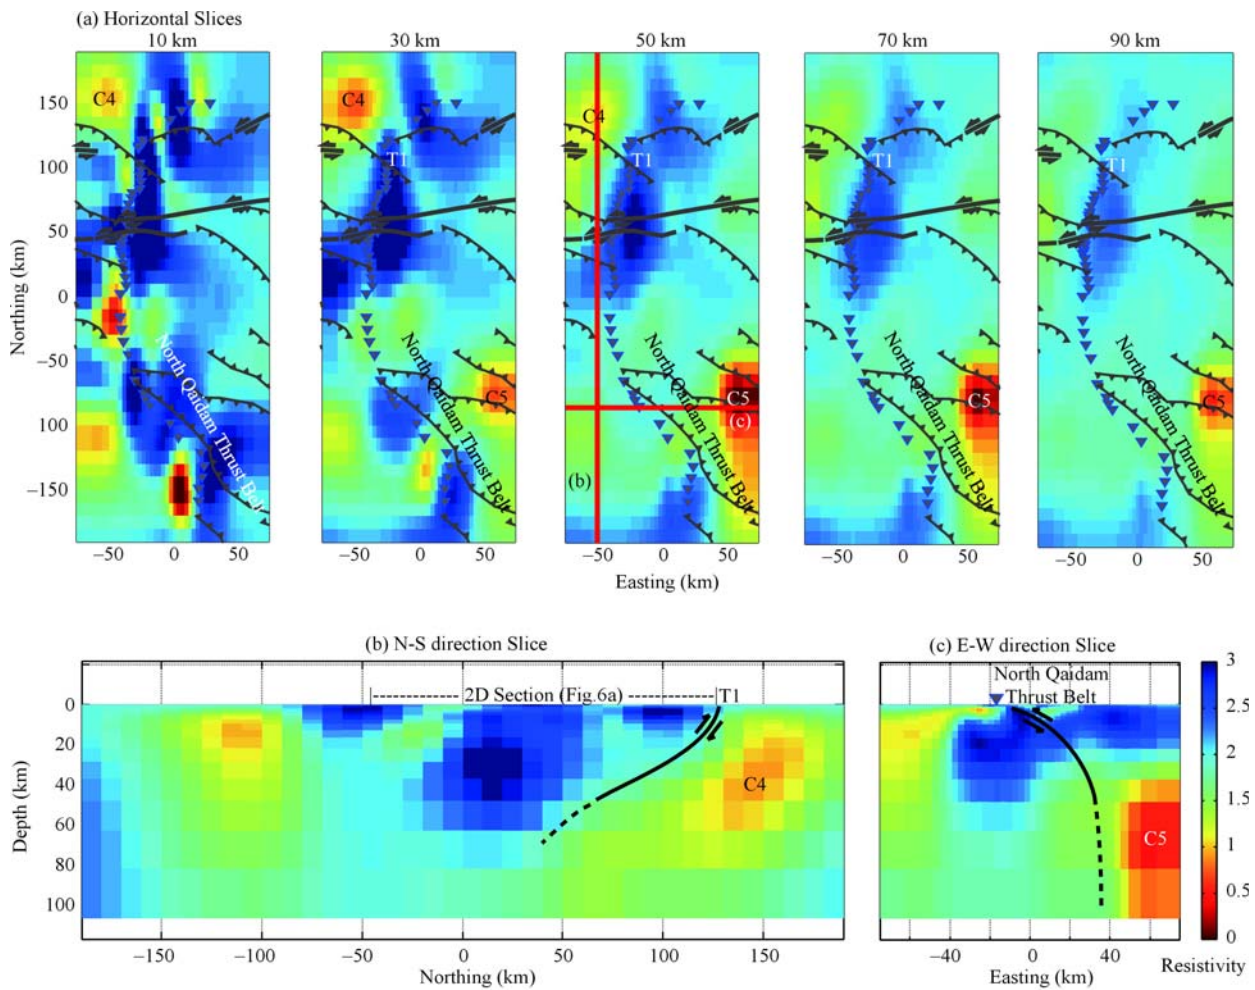 (a) Horizontal Slices
10 km
30 km
50 km
70 km
90 km
Northing (km)
150
100
50
0
−50
100
−150
C4
North Qaidam Thrust Belt
−50
0
50
C4
T1
C5
North Qaidam Thrust Belt
−50
0
50
C4
T1
C5
(c)
(b)
North Qaidam Thrust Belt
−50
0
50
T1
C5
North Qaidam Thrust Belt
−50
0
50
T1
C5
North Qaidam Thrust Belt
−50
0
50
Easting (km)
(b) N-S direction Slice
2D Section (Fig.6a)
T1
C4
Depth (km)
0
20
40
60
80
100
−150
−100
−50
0
50
100
150
Northing (km)
(c) E-W direction Slice
North Qaidam
Thrust Belt
C5
−40
0
40
Easting (km)
3
2.5
2
1.5
1
0.5
0
Resistivity